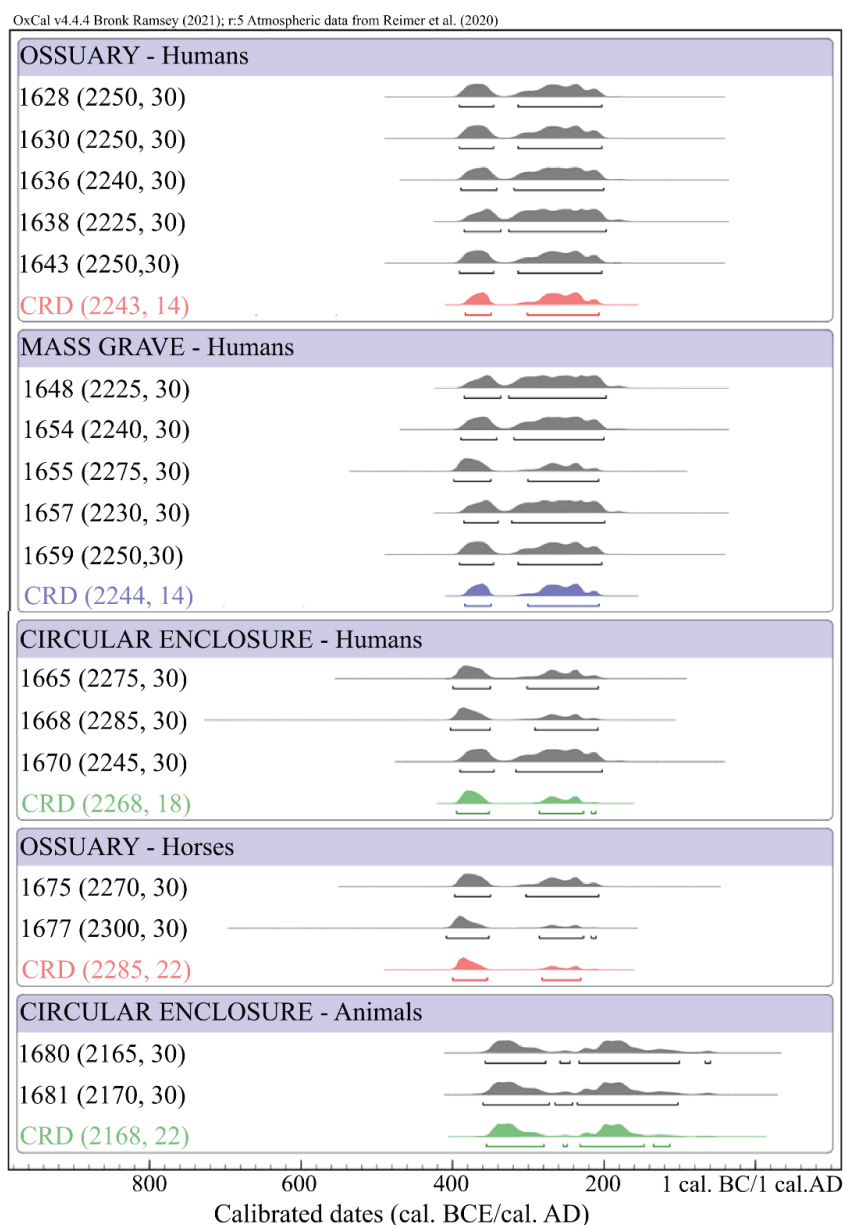 OxCal v4.4.4 Bronk Ramsey (2021); r:5 Atmospheric data from Reimer et al. (2020)
OSSUARY - Humans
1628 (2250, 30)
1630 (2250, 30)
1636 (2240, 30)
1638 (2225, 30)
1643 (2250,30)
CRD (2243, 14)
MASS GRAVE - Humans
1648 (2225, 30)
1654 (2240, 30)
1655 (2275, 30)
1657 (2230, 30)
1659 (2250,30)
CRD (2244, 14)
CIRCULAR ENCLOSURE - Humans
1665 (2275, 30)
1668 (2285, 30)
1670 (2245, 30)
CRD (2268, 18)
OSSUARY - Horses
1675 (2270, 30)
1677 (2300, 30)
CRD (2285, 22)
CIRCULAR ENCLOSURE - Animals
1680 (2165, 30)
1681 (2170, 30)
CRD (2168, 22)
800 600 400 200 1 cal. BC/1 cal.AD
Calibrated dates (cal. BCE/cal. AD)